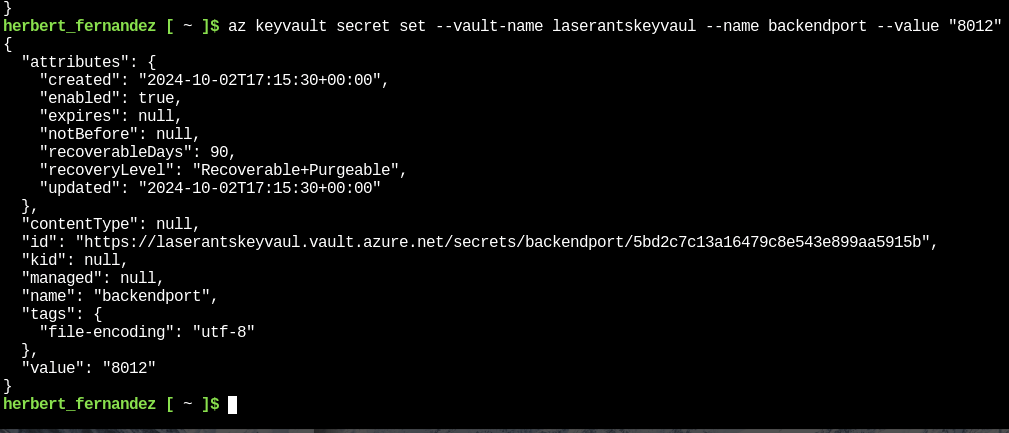 }
herbert_fernandez [ ~ ]$ az keyvault secret set --vault-name laserantskeyvaul --name backendport --value "8012"
{
  "attributes": {
    "created": "2024-10-02T17:15:30+00:00",
    "enabled": true,
    "expires": null,
    "notBefore": null,
    "recoverableDays": 90,
    "recoveryLevel": "Recoverable+Purgeable",
    "updated": "2024-10-02T17:15:30+00:00"
  },
  "contentType": null,
  "id": "https://laserantskeyvaul.vault.azure.net/secrets/backendport/5bd2c7c13a16479c8e543e899aa5915b",
  "kid": null,
  "managed": null,
  "name": "backendport",
  "tags": {
    "file-encoding": "utf-8"
  },
  "value": "8012"
}
herbert_fernandez [ ~ ]$